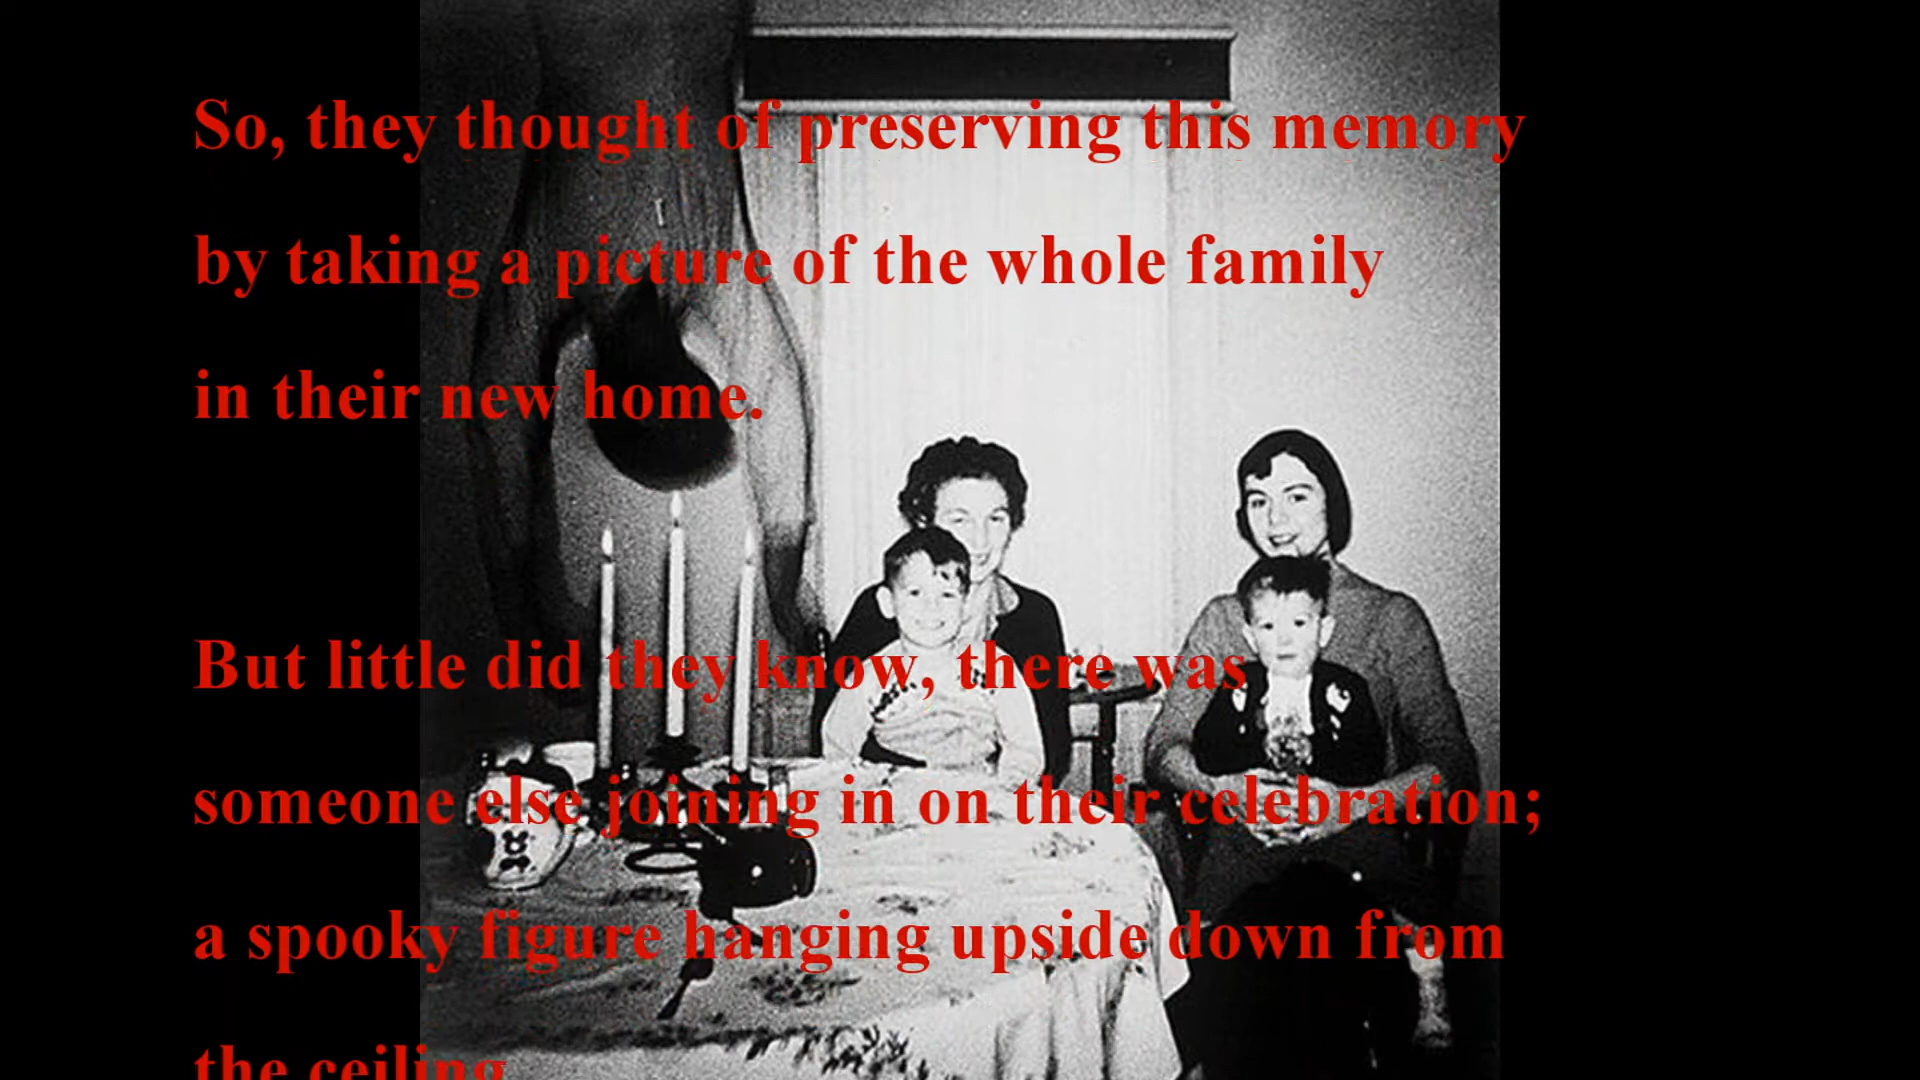 So, they thought of preserving this memory
by taking a picture of the whole family
in their new home.
But little did they know, there was
someone else joining in on their celebration;
a spooky figure hanging upside down from
the ceiling